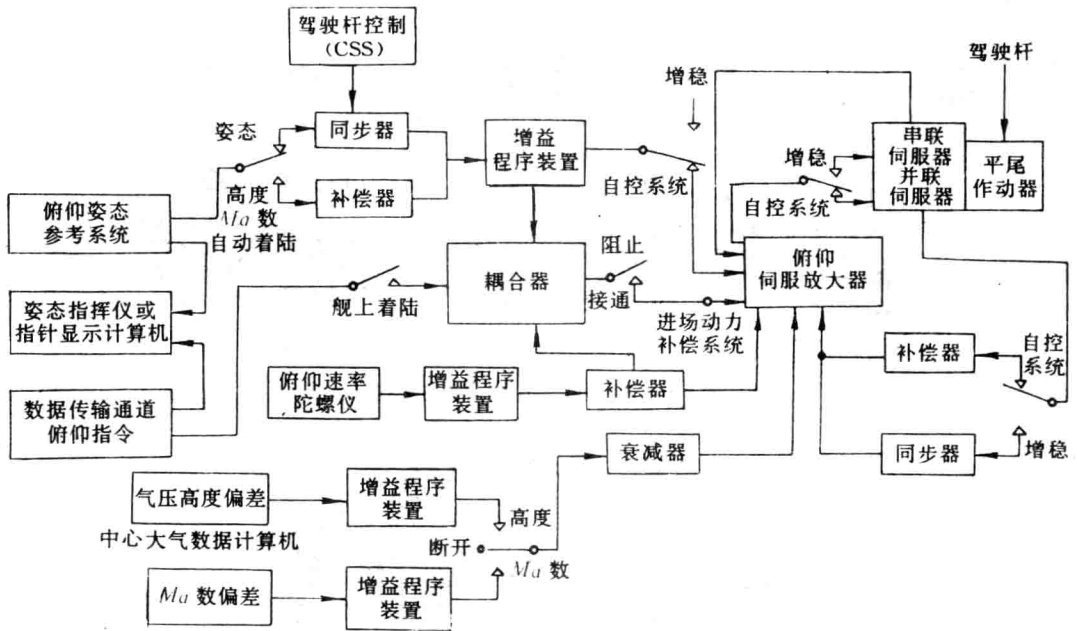 驾驶杆控制
(CSS)
驾驶杆
增稳
姿态
同步器
增益
程序装置
串联
伺服器
并联
伺服器
平尾
作动器
增稳
自控系统
高度
Ma 数
自动着陆
补偿器
自控系统
俯仰姿态
参考系统
阻止
耦合器
接通
俯仰
伺服放大器
舰上着陆
姿态指挥仪或
指针显示计算机
进场动力
补偿系统
补偿器
自控
系统
俯仰速率
陀螺仪
增益程序
装置
补偿器
数据传输通道
俯仰指令
衰减器
同步器
增稳
气压高度偏差
增益程序
装置
高度
中心大气数据计算机
断开
Ma 数
Ma 数偏差
增益程序
装置